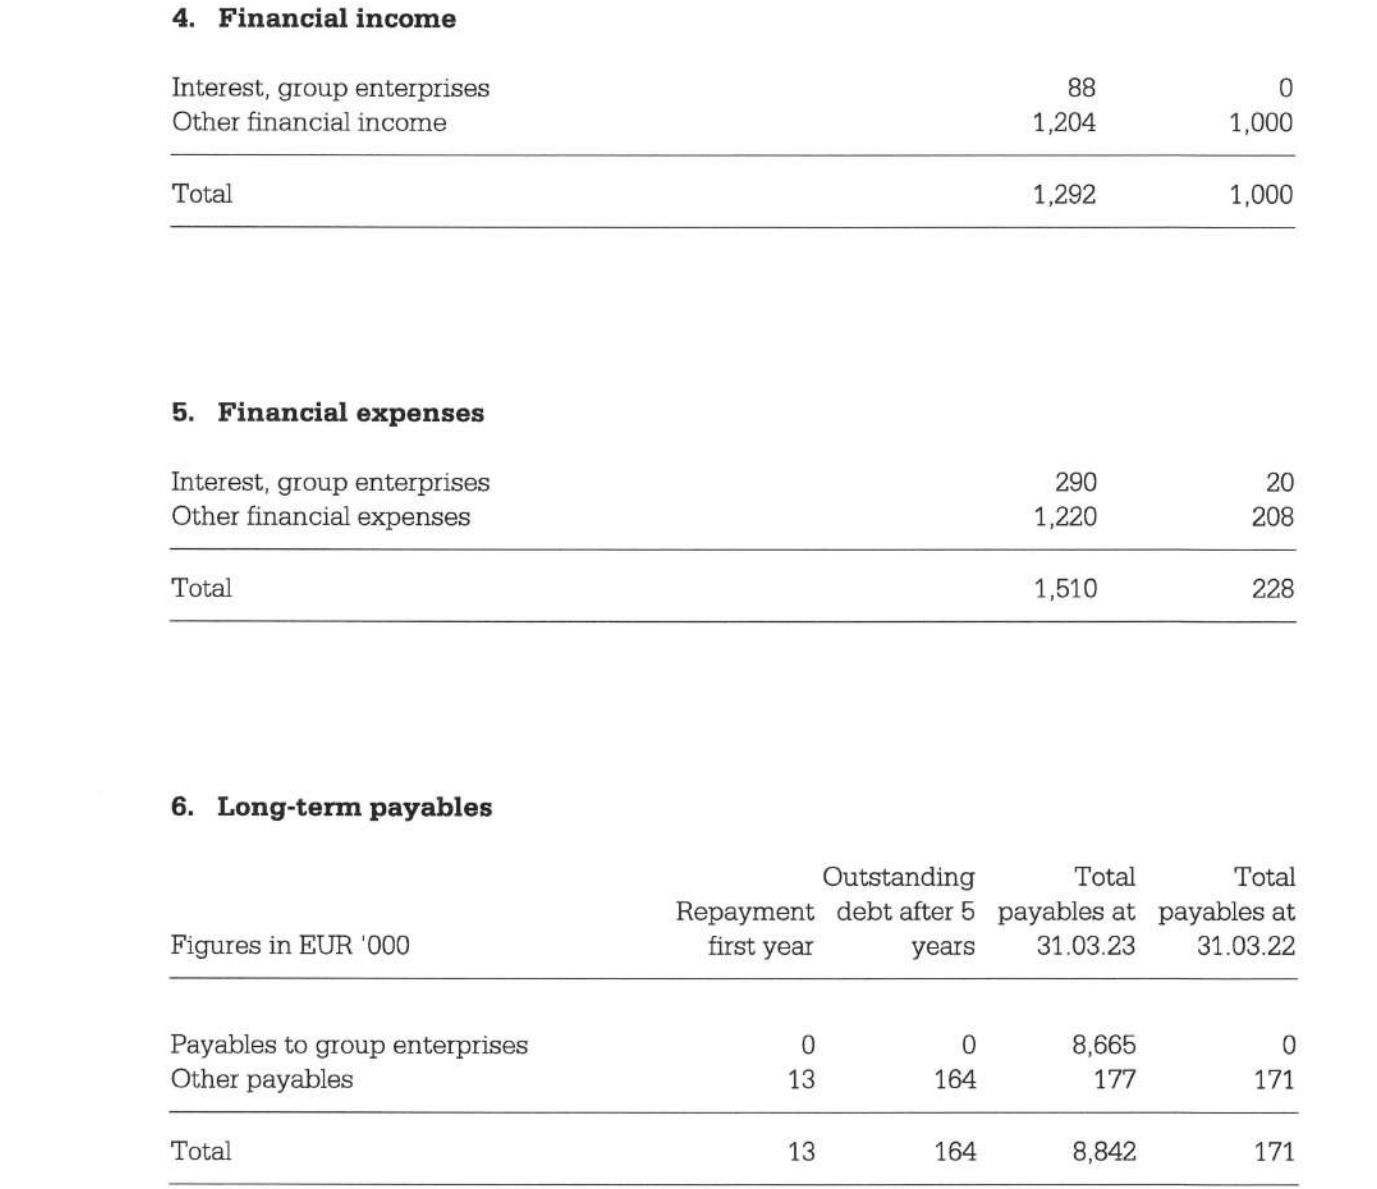 4. Financial income
Interest, group enterprises 88 0
Other financial income 1,204 1,000
Total 1,292 1,000
5. Financial expenses
Interest, group enterprises 290 20
Other financial expenses 1,220 208
Total 1,510 228
6. Long-term payables
Outstanding Total Total
Repayment debt after 5 payables at payables at
Figures in EUR '000 first year years 31.03.23 31.03.22
Payables to group enterprises 0 0 8,665 0
Other payables 13 164 177 171
Total 13 164 8,842 171